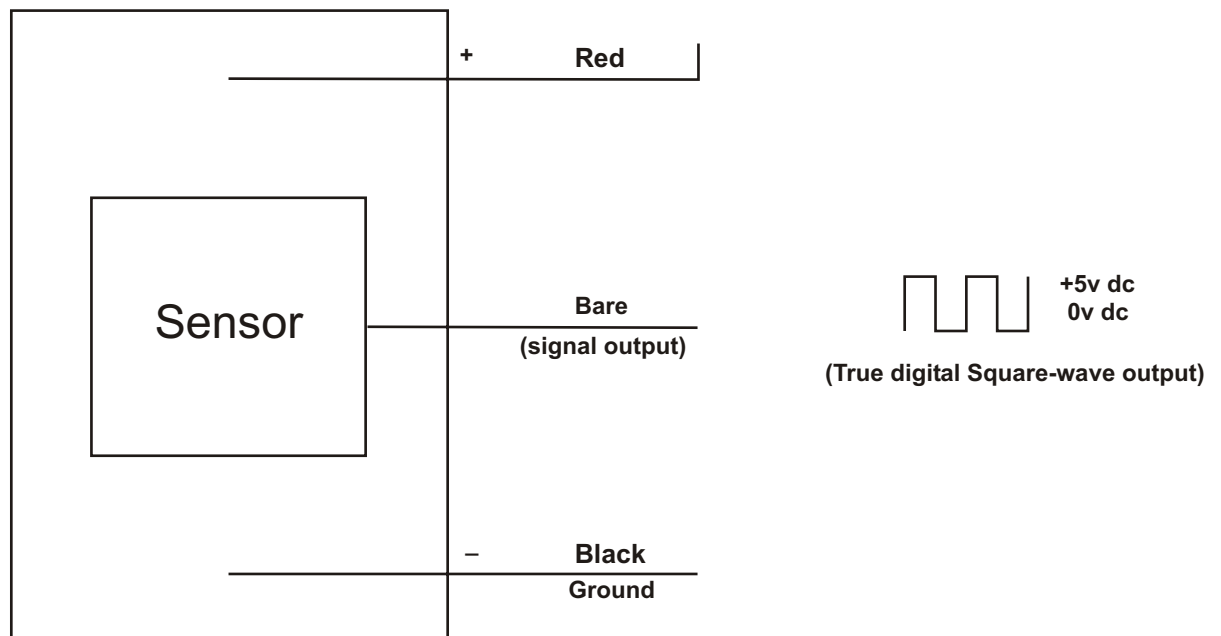 + Red
Sensor
Bare
(signal output)
+5v dc
0v dc
(True digital Square-wave output)
– Black
Ground